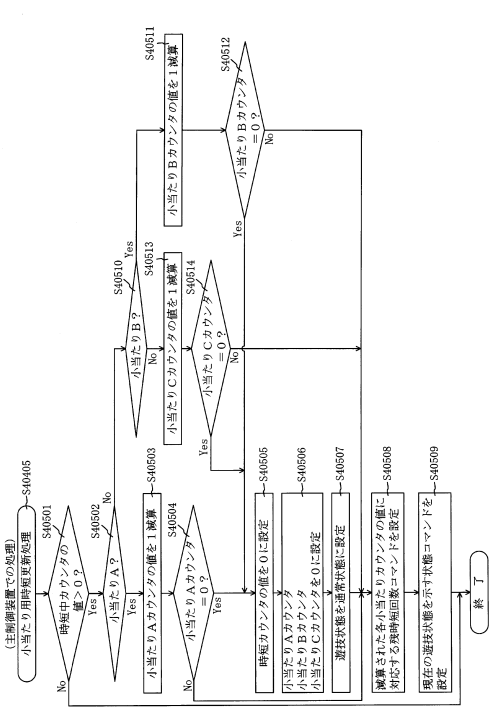 (主制御装置での処理)
小当たり用時短更新処理
S40405
S40501
時短中カウンタの
値>0?
No
Yes
S40502
小当たりA?
No
Yes
小当たりAカウンタの値を1減算
S40503
S40504
小当たりAカウンタ
=0?
No
Yes
S40510
小当たりB?
Yes
No
小当たりBカウンタの値を1減算
S40511
S40512
小当たりBカウンタ
=0?
Yes
No
小当たりCカウンタの値を1減算
S40513
S40514
小当たりCカウンタ
=0?
Yes
No
時短カウンタの値を0に設定
S40505
小当たりAカウンタ
小当たりBカウンタ
小当たりCカウンタを0に設定
S40506
遊技状態を通常状態に設定
S40507
減算された各小当たりカウンタの値に
対応する残時短回数コマンドを設定
S40508
現在の遊技状態を示す状態コマンドを
設定
S40509
終了